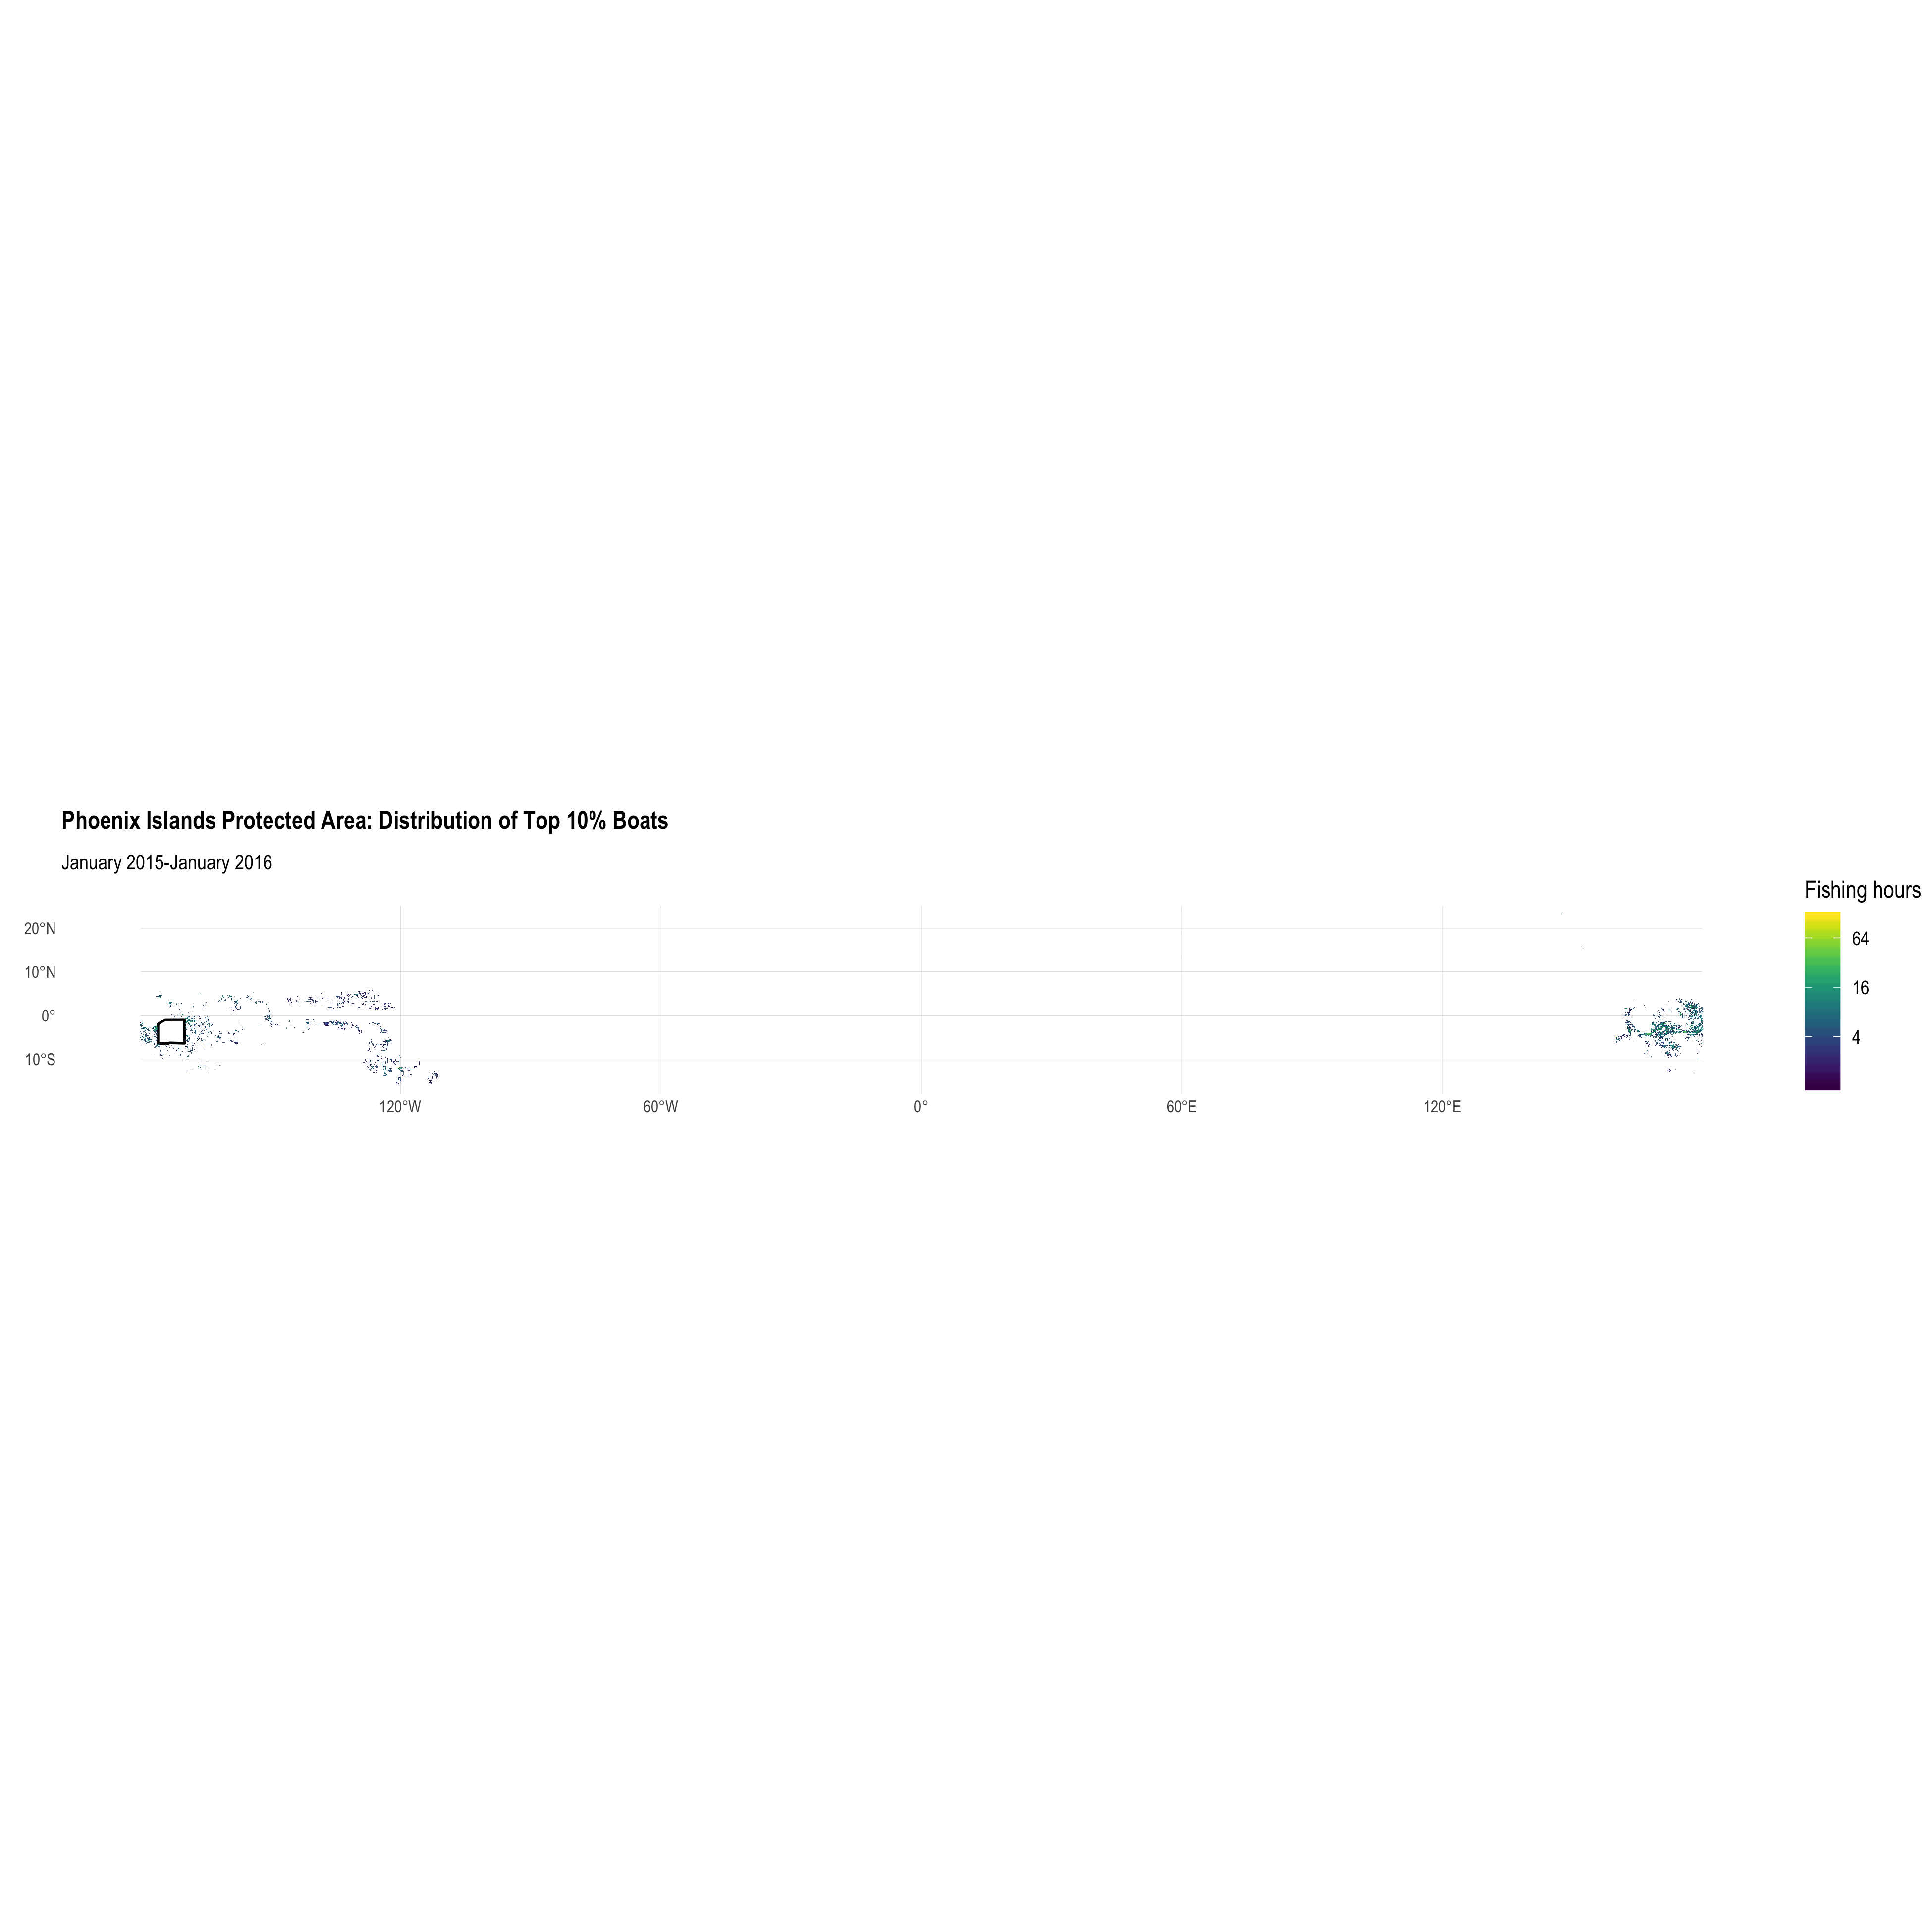 Phoenix Islands Protected Area: Distribution of Top 10% Boats
January 2015-January 2016
Fishing hours
64
16
4
20°N
10°N
0°
10°S
120°W
60°W
0°
60°E
120°E